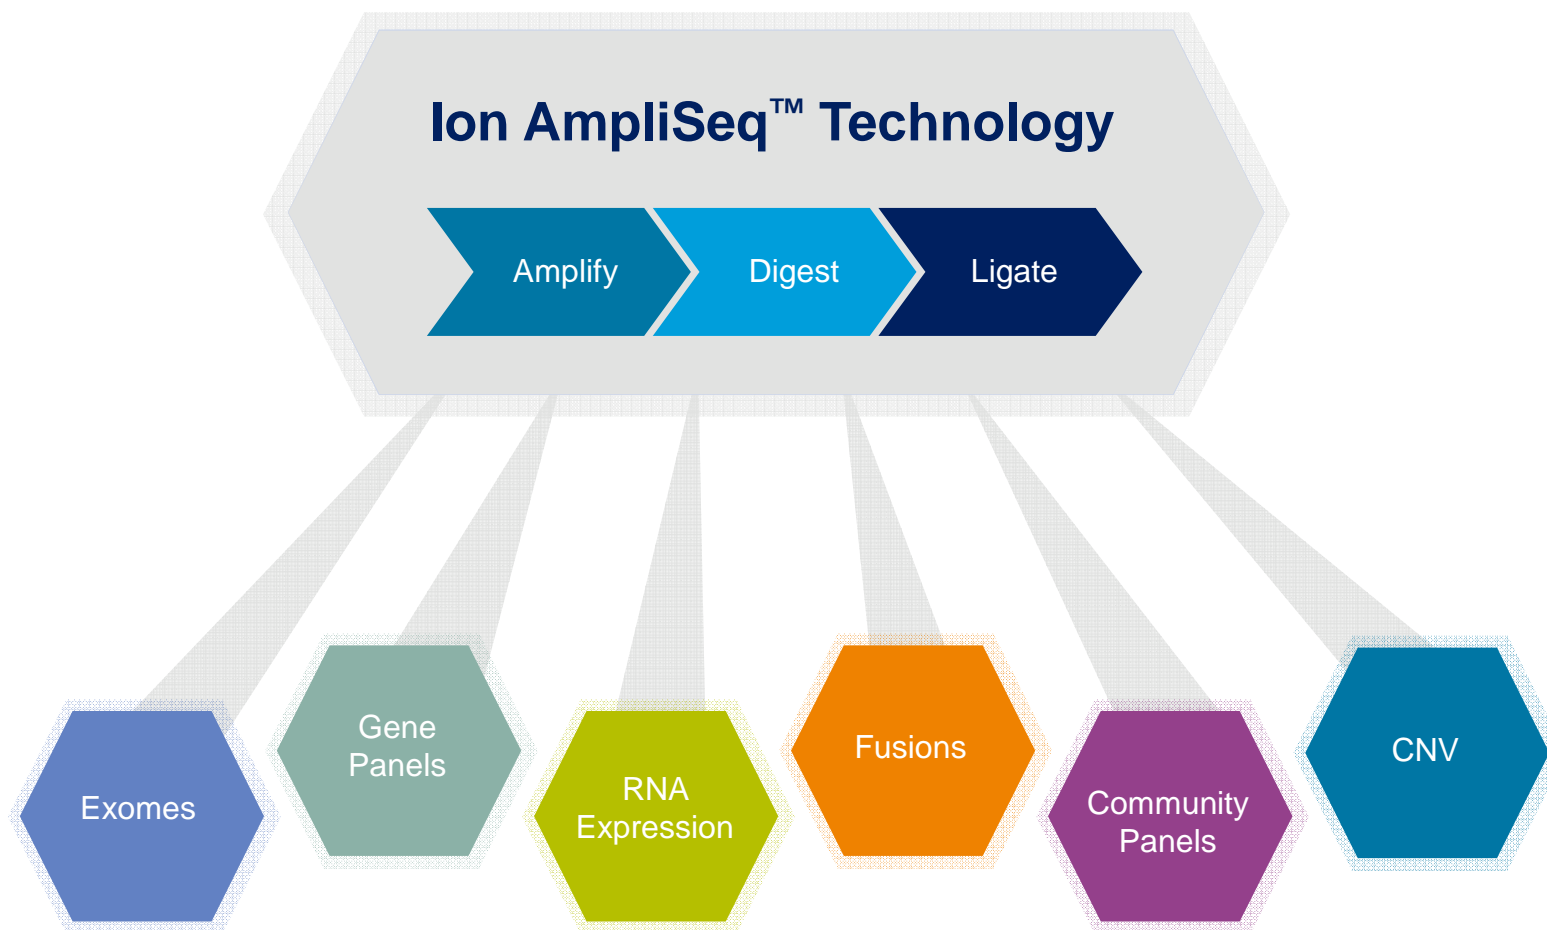 Ion AmpliSeq™ Technology
Amplify
Digest
Ligate
Exomes
Gene
Panels
RNA
Expression
Fusions
Community
Panels
CNV